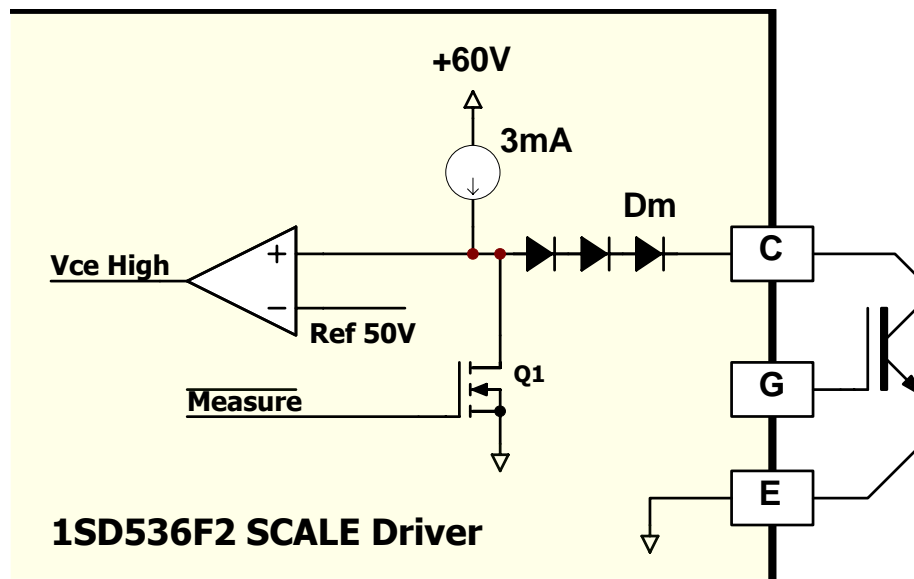 +60V
3mA
Dm
C
+
Vce High
−
Ref 50V
Q1
G
Measure
E
1SD536F2 SCALE Driver